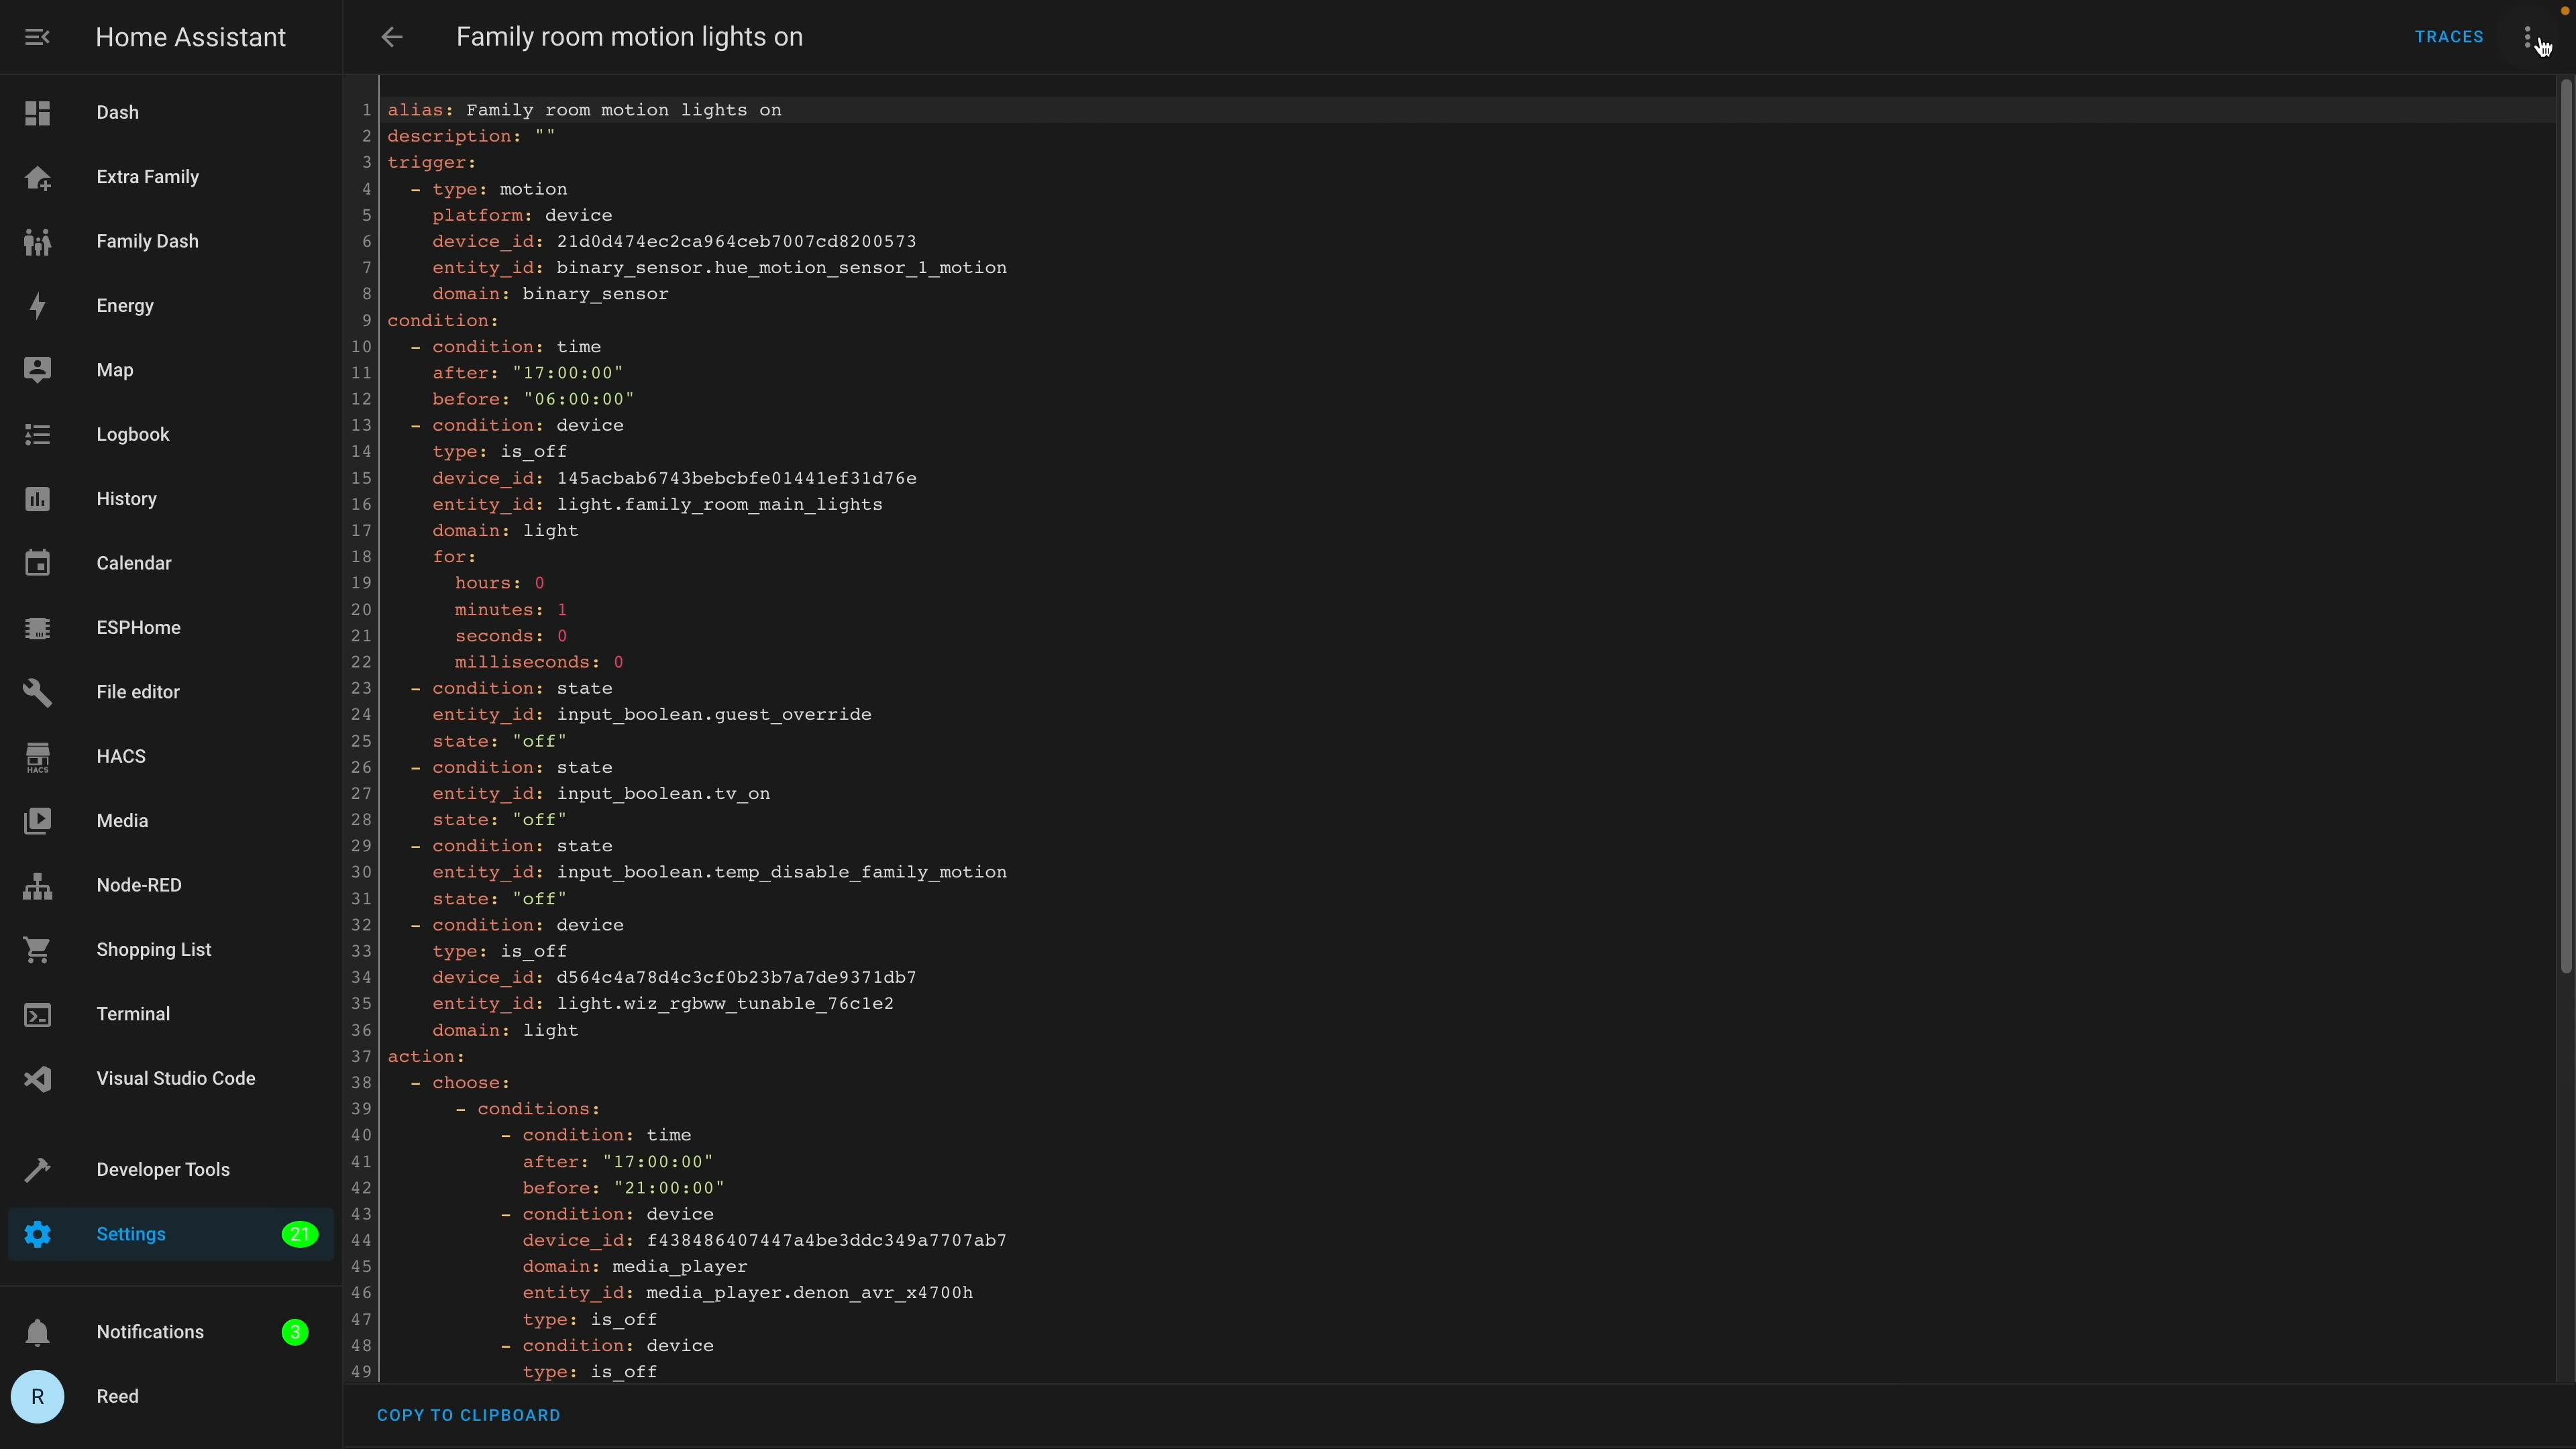 Home Assistant
Family room motion lights on
TRACES
Dash
Extra Family
Family Dash
Energy
Map
Logbook
History
Calendar
ESPHome
File editor
HACS
HACS
Media
Node-RED
Shopping List
Terminal
Visual Studio Code
Developer Tools
Settings 21
Notifications 3
R Reed
1 alias: Family room motion lights on
2 description: ""
3 trigger:
4 - type: motion
5 platform: device
6 device_id: 21d0d474ec2ca964ceb7007cd8200573
7 entity_id: binary_sensor.hue_motion_sensor_1_motion
8 domain: binary_sensor
9 condition:
10 - condition: time
11 after: "17:00:00"
12 before: "06:00:00"
13 - condition: device
14 type: is_off
15 device_id: 145acbab6743bebcbfe01441ef31d76e
16 entity_id: light.family_room_main_lights
17 domain: light
18 for:
19 hours: 0
20 minutes: 1
21 seconds: 0
22 milliseconds: 0
23 - condition: state
24 entity_id: input_boolean.guest_override
25 state: "off"
26 - condition: state
27 entity_id: input_boolean.tv_on
28 state: "off"
29 - condition: state
30 entity_id: input_boolean.temp_disable_family_motion
31 state: "off"
32 - condition: device
33 type: is_off
34 device_id: d564c4a78d4c3cf0b23b7a7de9371db7
35 entity_id: light.wiz_rgbww_tunable_76c1e2
36 domain: light
37 action:
38 - choose:
39 - conditions:
40 - condition: time
41 after: "17:00:00"
42 before: "21:00:00"
43 - condition: device
44 device_id: f438486407447a4be3ddc349a7707ab7
45 domain: media_player
46 entity_id: media_player.denon_avr_x4700h
47 type: is_off
48 - condition: device
49 type: is_off
COPY TO CLIPBOARD